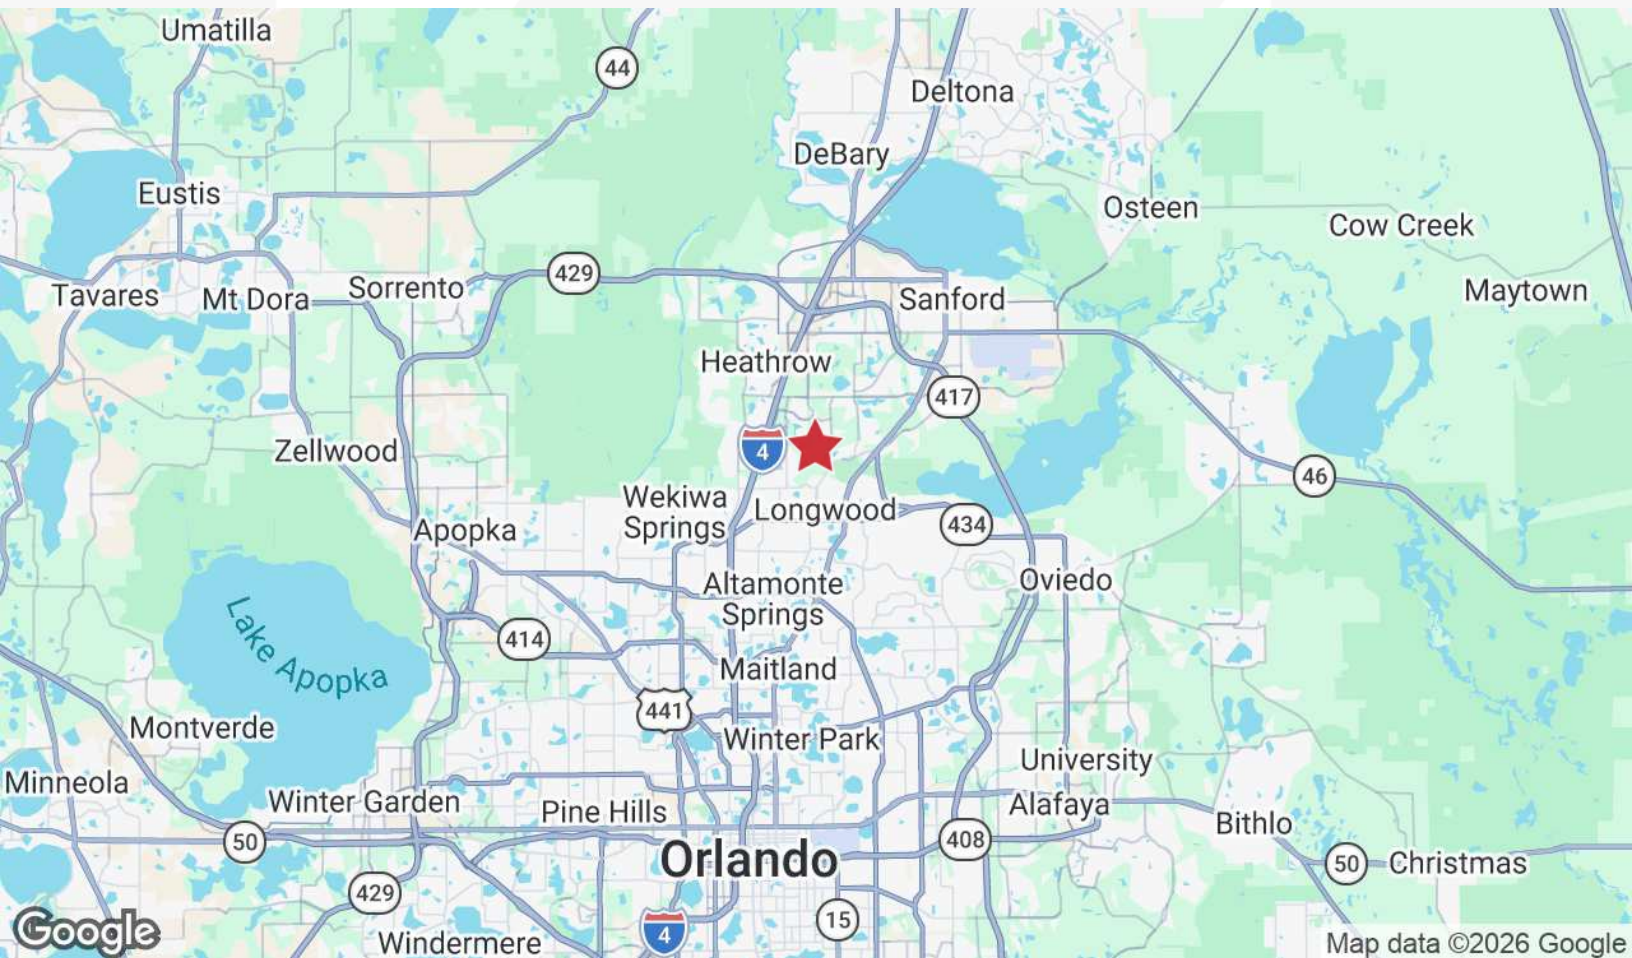 Umatilla
44
Deltona
DeBary
Eustis
Osteen
Cow Creek
429
Tavares
Mt Dora
Sorrento
Sanford
Maytown
Heathrow
417
4
Zellwood
46
Wekiwa
Springs
Longwood
434
Apopka
Altamonte
Springs
Oviedo
Lake Apopka
414
Maitland
441
Montverde
Winter Park
University
Minneola
Winter Garden
Pine Hills
Alafaya
Bithlo
50
Orlando
408
50
Christmas
429
15
4
Google
Windermere
Map data ©2026 Google